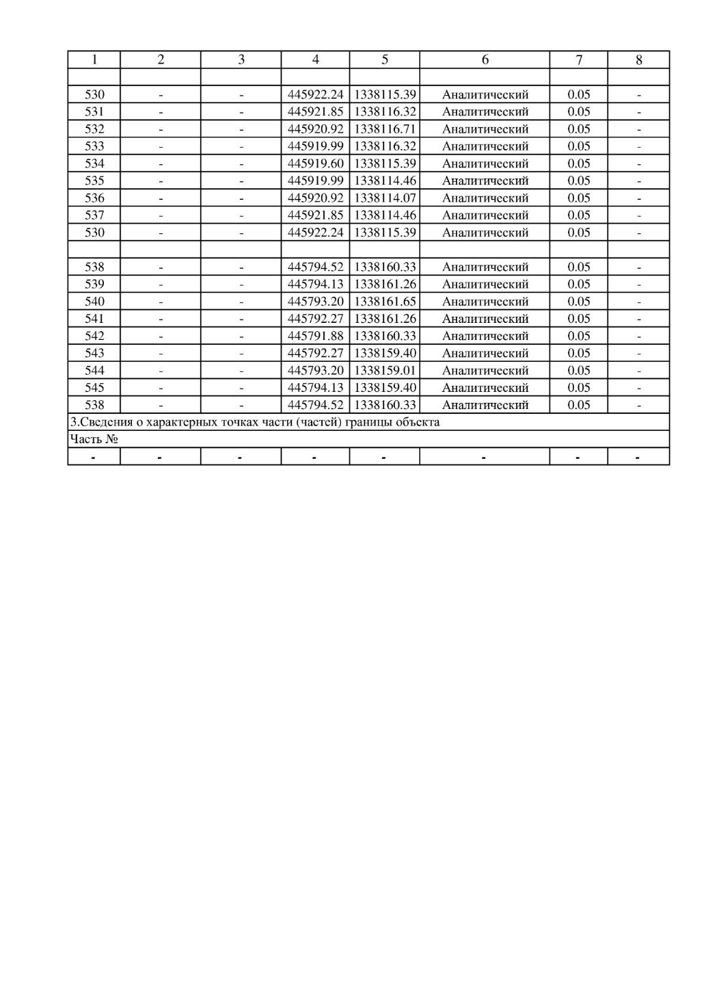 1 2 3 4 5 6 7 8
530 - - 445922.24 1338115.39 Аналитический 0.05 -
531 - - 445921.85 1338116.32 Аналитический 0.05 -
532 - - 445920.92 1338116.71 Аналитический 0.05 -
533 - - 445919.99 1338116.32 Аналитический 0.05 -
534 - - 445919.60 1338115.39 Аналитический 0.05 -
535 - - 445919.99 1338114.46 Аналитический 0.05 -
536 - - 445920.92 1338114.07 Аналитический 0.05 -
537 - - 445921.85 1338114.46 Аналитический 0.05 -
530 - - 445922.24 1338115.39 Аналитический 0.05 -
538 - - 445794.52 1338160.33 Аналитический 0.05 -
539 - - 445794.13 1338161.26 Аналитический 0.05 -
540 - - 445793.20 1338161.65 Аналитический 0.05 -
541 - - 445792.27 1338161.26 Аналитический 0.05 -
542 - - 445791.88 1338160.33 Аналитический 0.05 -
543 - - 445792.27 1338159.40 Аналитический 0.05 -
544 - - 445793.20 1338159.01 Аналитический 0.05 -
545 - - 445794.13 1338159.40 Аналитический 0.05 -
538 - - 445794.52 1338160.33 Аналитический 0.05 -
3.Сведения о характерных точках части (частей) границы объекта
Часть №
- - - - - - - -